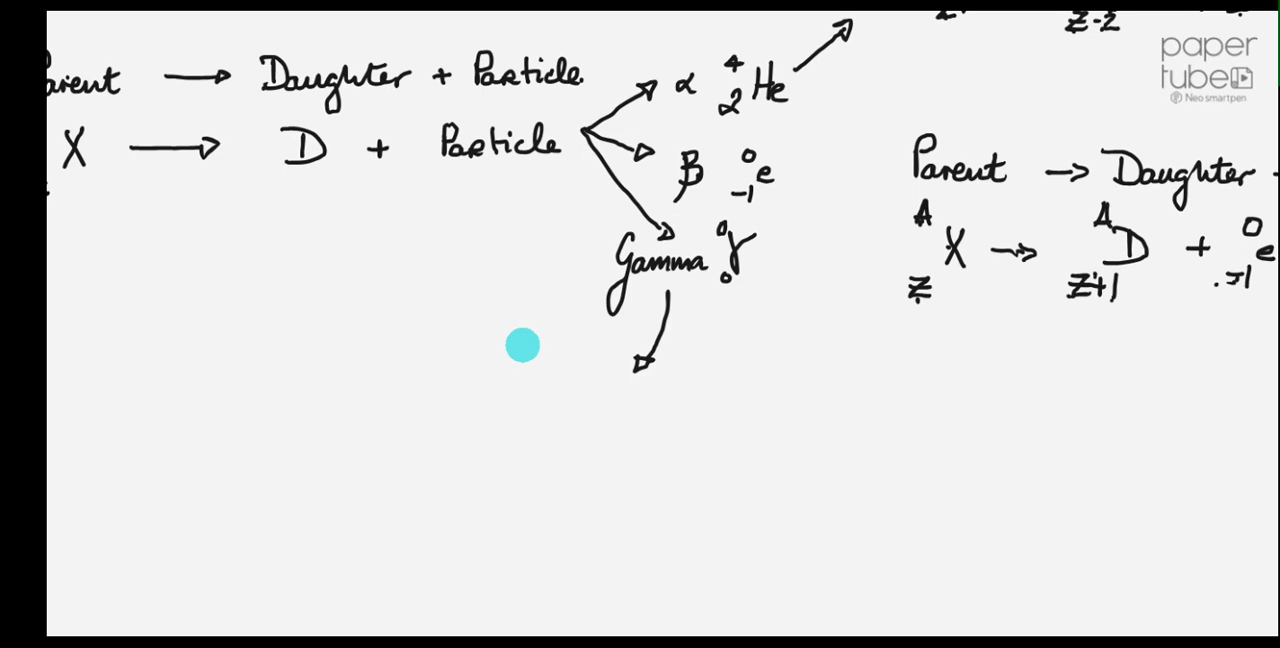 Z-2
paper
tube
Neo smartpen
arent → Daughter + Particle
X → D + Particle
α ⁴₂He
β ⁰₋₁e
Gamma ⁰₀γ
Parent → Daughter
ᴬ_Z X → ᴬ_Z+1 D + ⁰₋₁e